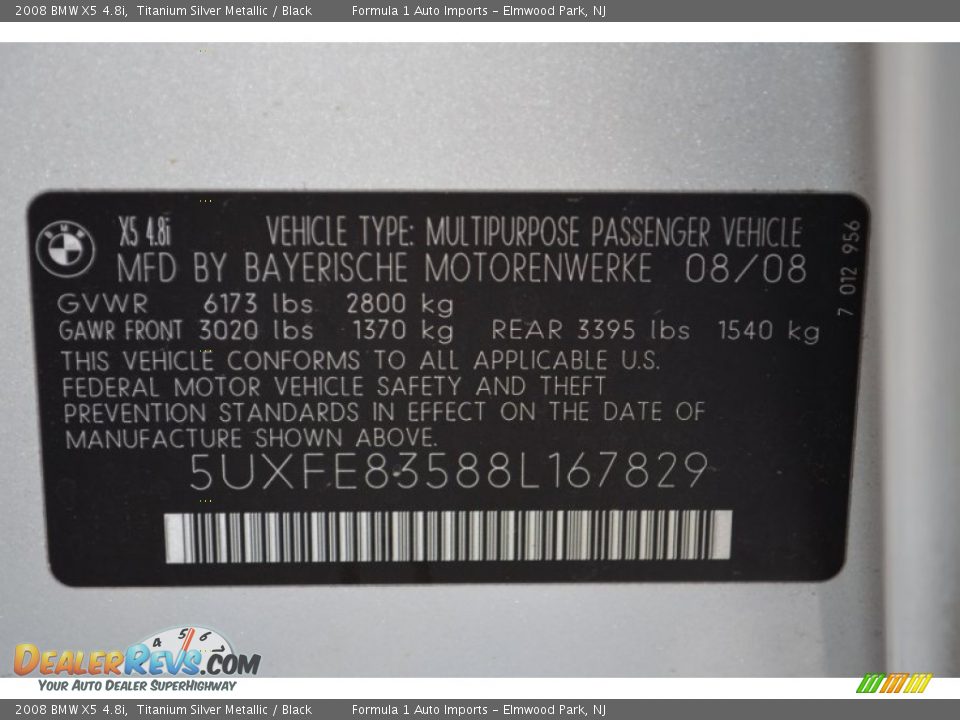 2008 BMW X5 4.8i, Titanium Silver Metallic / Black Formula 1 Auto Imports - Elmwood Park, NJ
BMW
X5 4.8i VEHICLE TYPE: MULTIPURPOSE PASSENGER VEHICLE
MFD BY BAYERISCHE MOTORENWERKE 08/08
7 012 956
GVWR 6173 lbs 2800 kg
GAWR FRONT 3020 lbs 1370 kg REAR 3395 lbs 1540 kg
THIS VEHICLE CONFORMS TO ALL APPLICABLE U.S.
FEDERAL MOTOR VEHICLE SAFETY AND THEFT
PREVENTION STANDARDS IN EFFECT ON THE DATE OF
MANUFACTURE SHOWN ABOVE.
5UXFE83588L167829
4 5 6 7
DEALERREVS.COM
YOUR AUTO DEALER SUPERHIGHWAY
2008 BMW X5 4.8i, Titanium Silver Metallic / Black Formula 1 Auto Imports - Elmwood Park, NJ